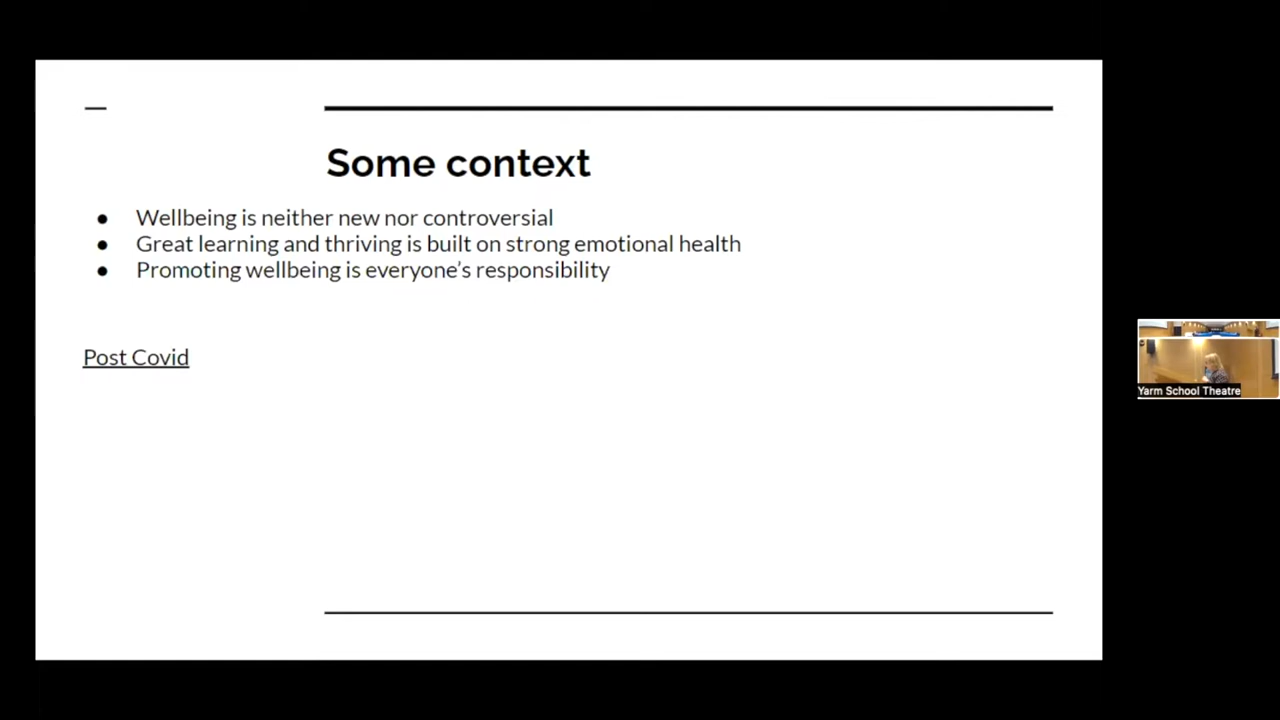 Some context
● Wellbeing is neither new nor controversial
● Great learning and thriving is built on strong emotional health
● Promoting wellbeing is everyone’s responsibility
Post Covid
Yarm School Theatre